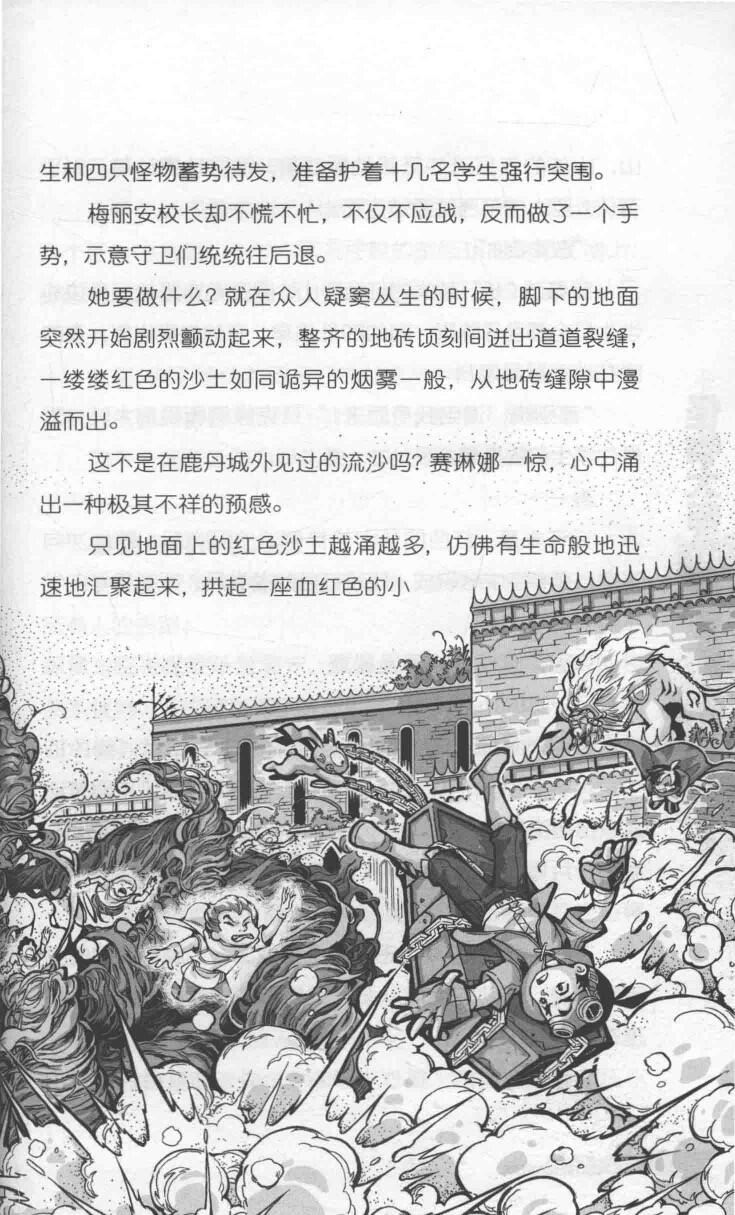 生和四只怪物蓄势待发，准备护着十几名学生强行突围。
梅丽安校长却不慌不忙，不仅不应战，反而做了一个手
势，示意守卫们统统往后退。
她要做什么？就在众人疑窦丛生的时候，脚下的地面
突然开始剧烈颤动起来，整齐的地砖顷刻间迸出道道裂缝，
一缕缕红色的沙土如同诡异的烟雾一般，从地砖缝隙中漫
溢而出。
这不是在鹿丹城外见过的流沙吗？赛琳娜一惊，心中涌
出一种极其不祥的预感。
只见地面上的红色沙土越涌越多，仿佛有生命般地迅
速地汇聚起来，拱起一座血红色的小